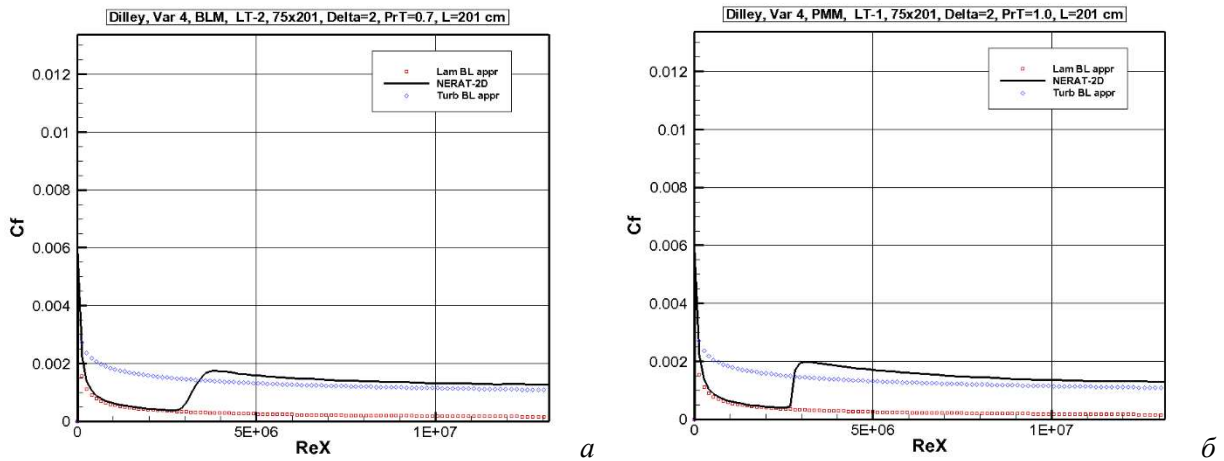 Dilley, Var 4, BLM, LT-2, 75x201, Delta=2, PrT=0.7, L=201 cm
Lam BL appr
NERAT-2D
Turb BL appr
0.012
0.01
0.008
0.006
0.004
0.002
0
Cf
0
5E+06
1E+07
ReX
а
Dilley, Var 4, PMM, LT-1, 75x201, Delta=2, PrT=1.0, L=201 cm
Lam BL appr
NERAT-2D
Turb BL appr
0.012
0.01
0.008
0.006
0.004
0.002
0
Cf
0
5E+06
1E+07
ReX
б